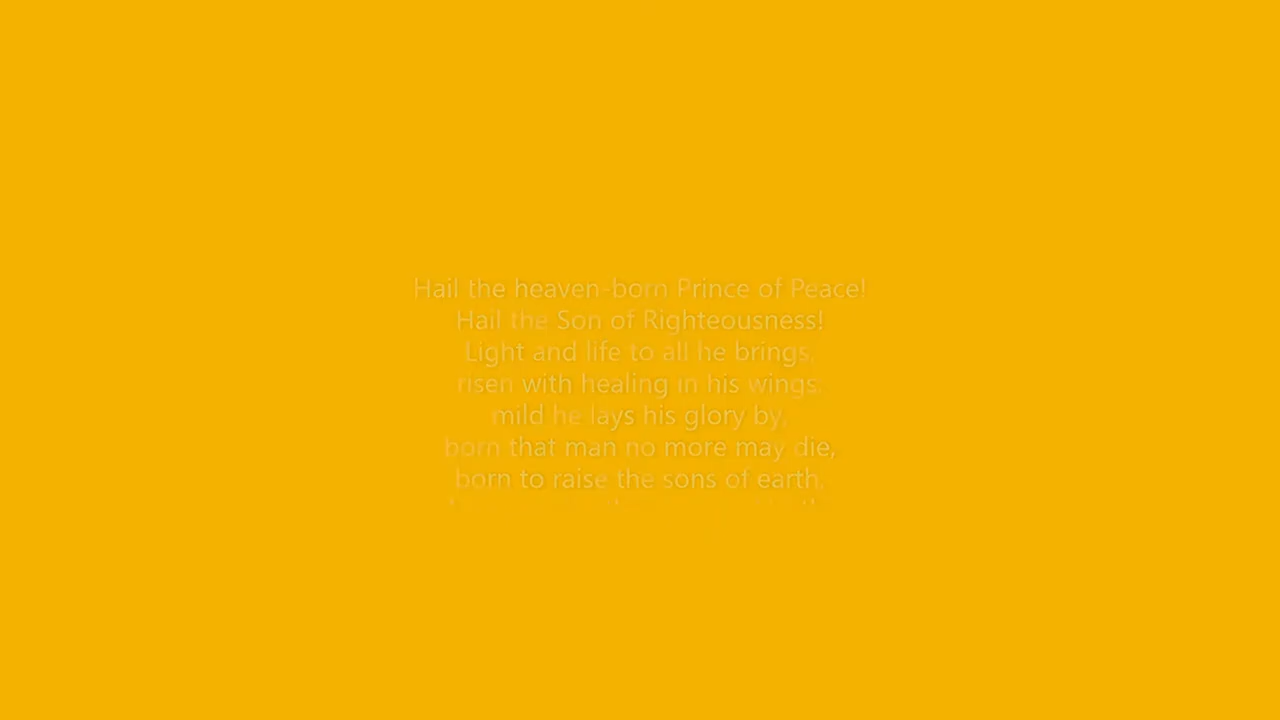 Hail the heaven-born Prince of Peace!
Hail the Son of Righteousness!
Light and life to all he brings,
risen with healing in his wings;
mild he lays his glory by,
born that man no more may die,
born to raise the sons of earth,